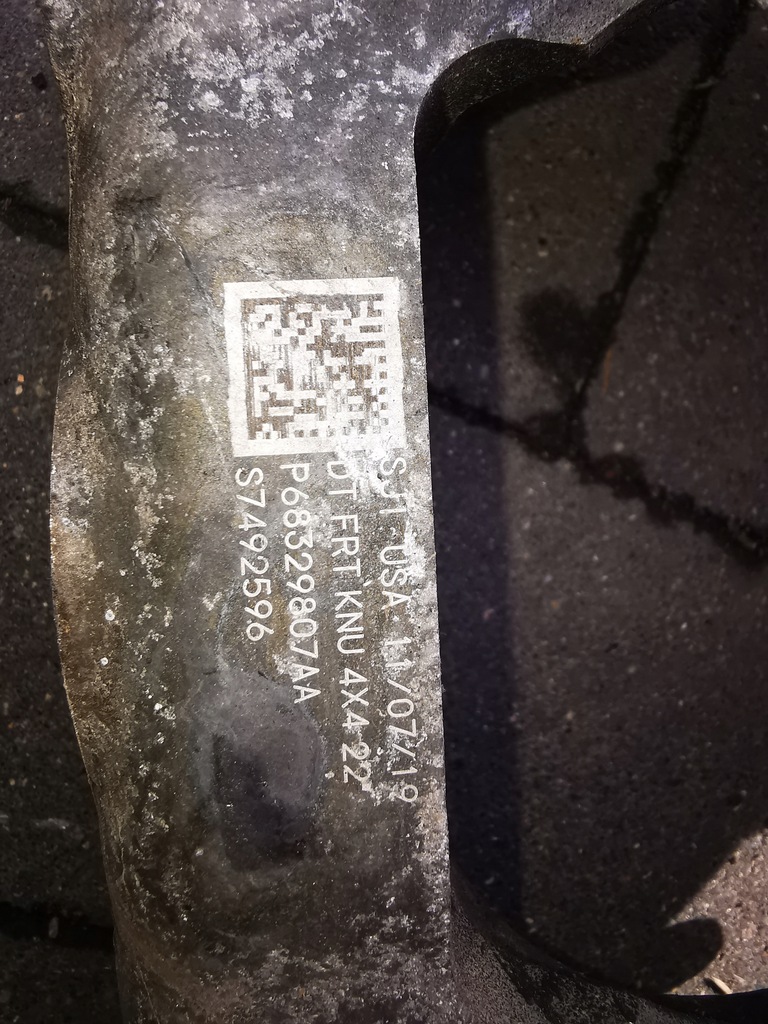 SJT USA 11/07/19
DT FRT KNU 4X4 22
P68329807AA
S7492596